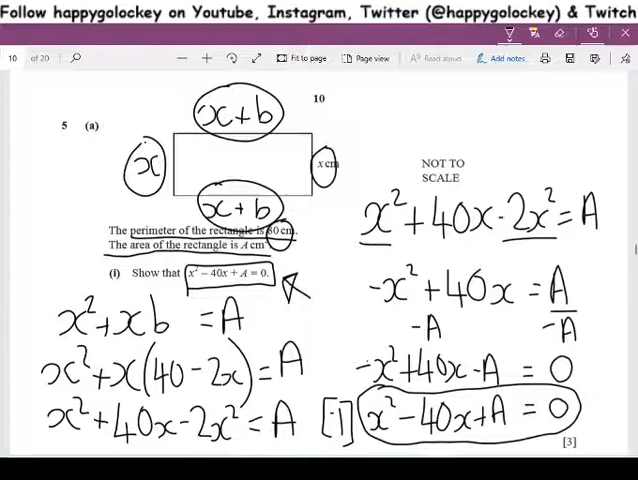 Follow happygolockey on Youtube, Instagram, Twitter (@happygolockey) & Twitch
10 of 20
Fit to page
Page view
Read aloud
Add notes
10
5 (a)
x+b
x
x cm
NOT TO
SCALE
x+b
The perimeter of the rectangle is 80 cm.
The area of the rectangle is A cm²
(i) Show that x² – 40x + A = 0.
x²+xb = A
x²+x(40-2x) = A
x²+40x-2x² = A
x²+40x-2x² = A
-x²+40x = A
-A -A
-x²+40x-A = 0
[-1] x²-40x+A = 0
[3]